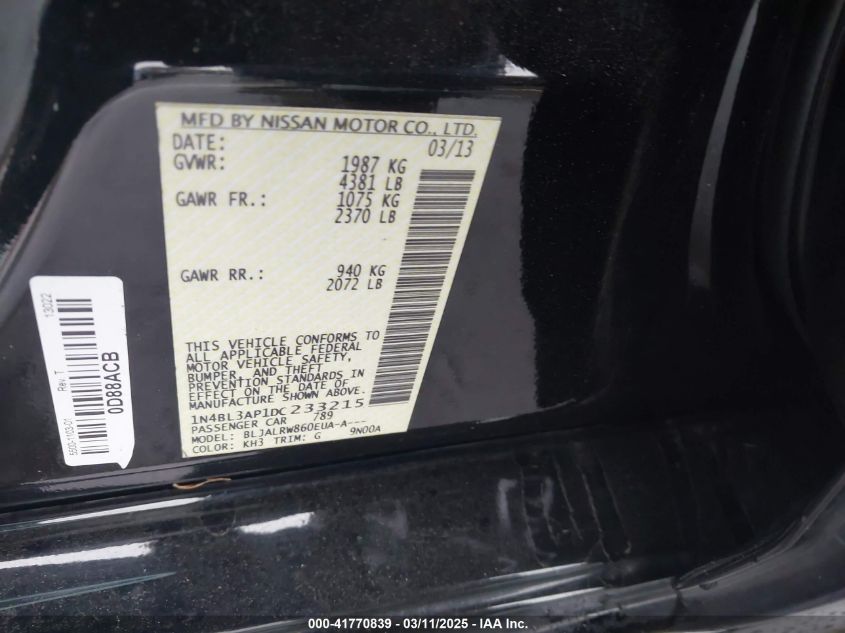 MFD BY NISSAN MOTOR CO., LTD.
DATE: 03/13
GVWR: 1987 KG
4381 LB
GAWR FR.: 1075 KG
2370 LB
GAWR RR.: 940 KG
2072 LB
THIS VEHICLE CONFORMS TO
ALL APPLICABLE FEDERAL
MOTOR VEHICLE SAFETY,
BUMPER, AND THEFT
PREVENTION STANDARDS IN
EFFECT ON THE DATE OF
MANUFACTURE SHOWN ABOVE.
1N4BL3AP1DC233215
PASSENGER CAR 789
MODEL: BLJALRW860EUA-A---
COLOR: KH3 TRIM: G 9N00A
5500-1103-01 Rev. T 13022
0D88ACB
000-41770839 - 03/11/2025 - IAA Inc.